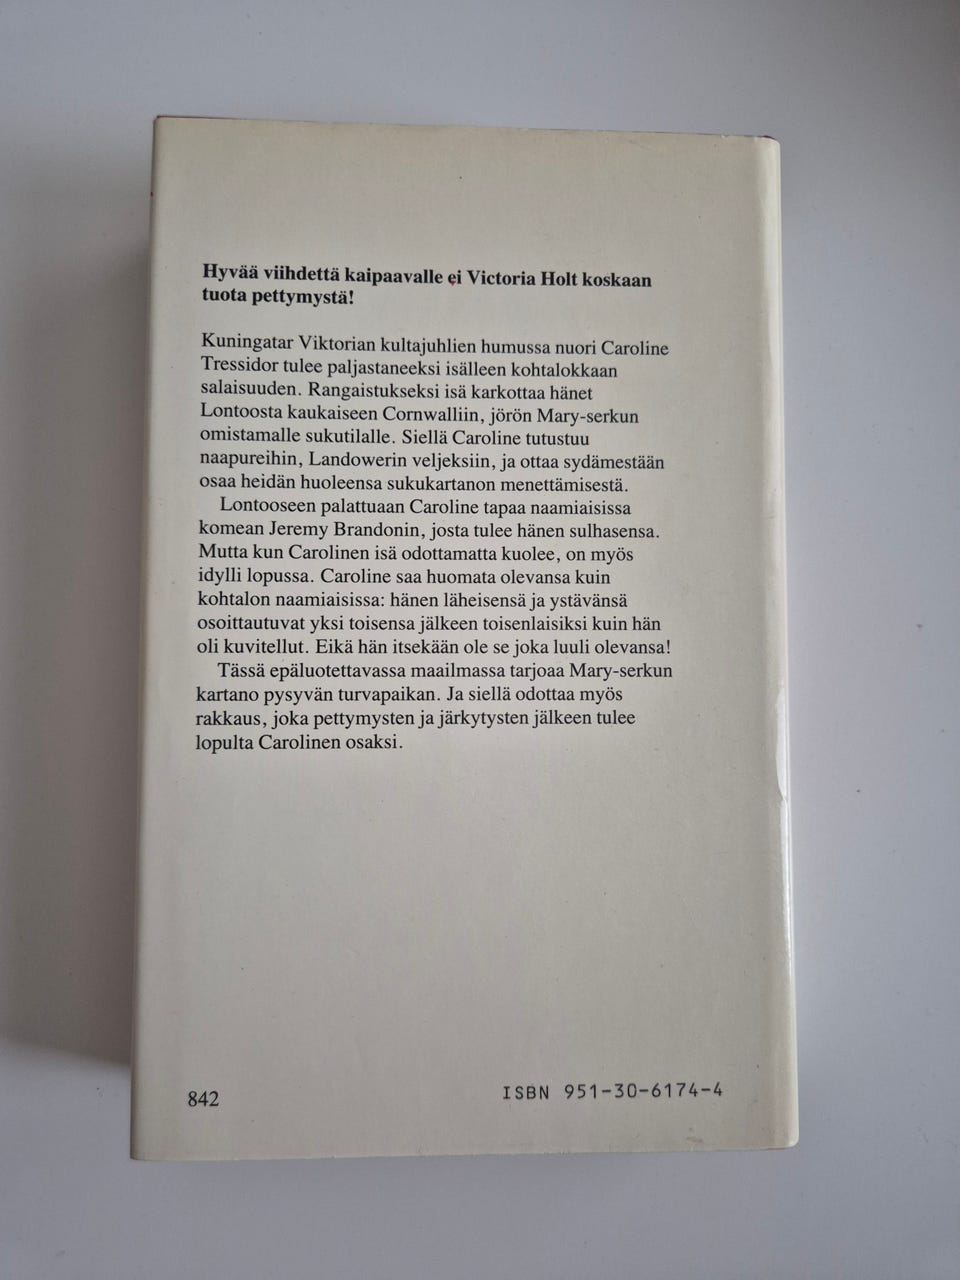 Hyvää viihdettä kaipaavalle ei Victoria Holt koskaan
tuota pettymystä!
Kuningatar Viktorian kultajuhlien humussa nuori Caroline
Tressidor tulee paljastaneeksi isälleen kohtalokkaan
salaisuuden. Rangaistukseksi isä karkottaa hänet
Lontoosta kaukaiseen Cornwalliin, jörön Mary-serkun
omistamalle sukutilalle. Siellä Caroline tutustuu
naapureihin, Landowerin veljeksiin, ja ottaa sydämestään
osaa heidän huoleensa sukukartanon menettämisestä.
Lontooseen palattuaan Caroline tapaa naamiaisissa
komean Jeremy Brandonin, josta tulee hänen sulhasensa.
Mutta kun Carolinen isä odottamatta kuolee, on myös
idylli lopussa. Caroline saa huomata olevansa kuin
kohtalon naamiaisissa: hänen läheisensä ja ystävänsä
osoittautuvat yksi toisensa jälkeen toisenlaisiksi kuin hän
oli kuvitellut. Eikä hän itsekään ole se joka luuli olevansa!
Tässä epäluotettavassa maailmassa tarjoaa Mary-serkun
kartano pysyvän turvapaikan. Ja siellä odottaa myös
rakkaus, joka pettymysten ja järkytysten jälkeen tulee
lopulta Carolinen osaksi.
842
ISBN 951-30-6174-4